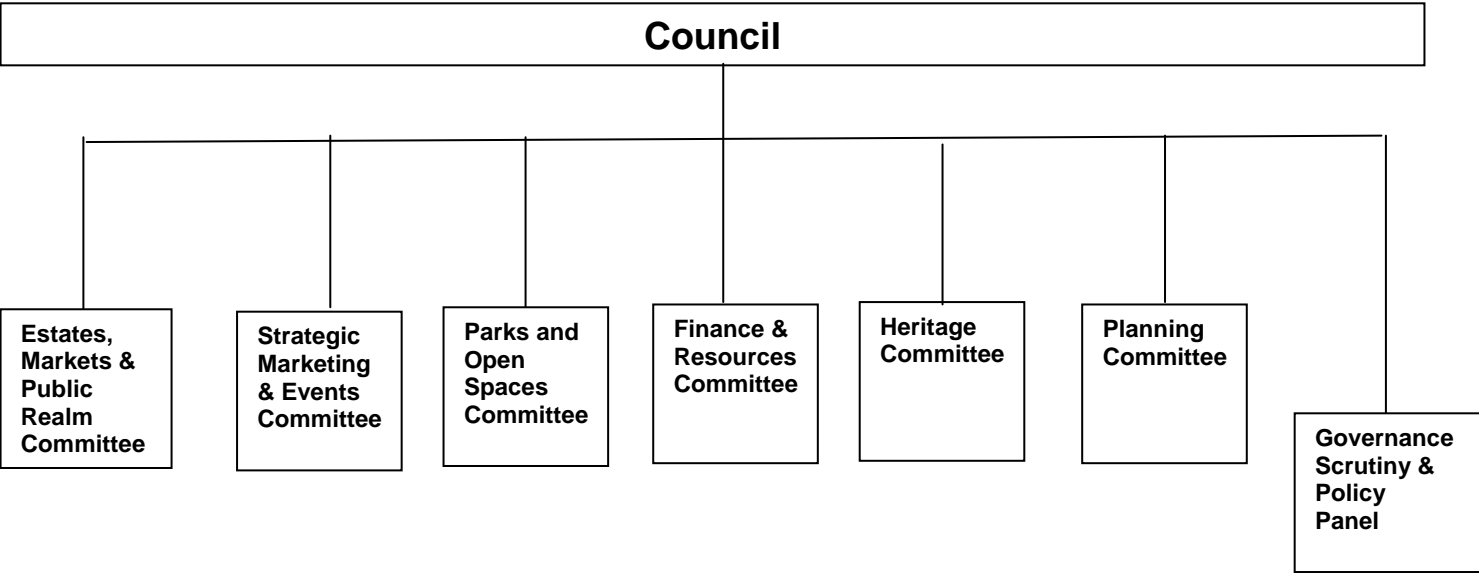 Council
Estates,
Markets &
Public
Realm
Committee
Strategic
Marketing
& Events
Committee
Parks and
Open
Spaces
Committee
Finance &
Resources
Committee
Heritage
Committee
Planning
Committee
Governance
Scrutiny &
Policy
Panel